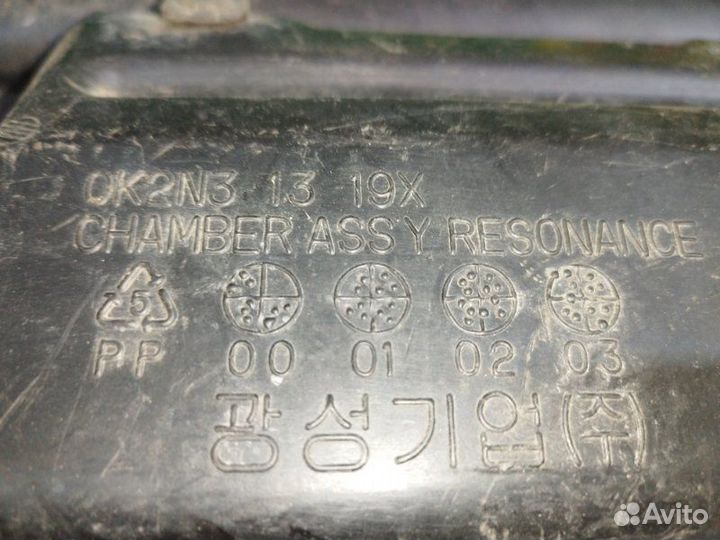 0K2N3 13 19X
CHAMBER ASS'Y RESONANCE
5
PP 00 01 02 03
광성기업(주)
Avito